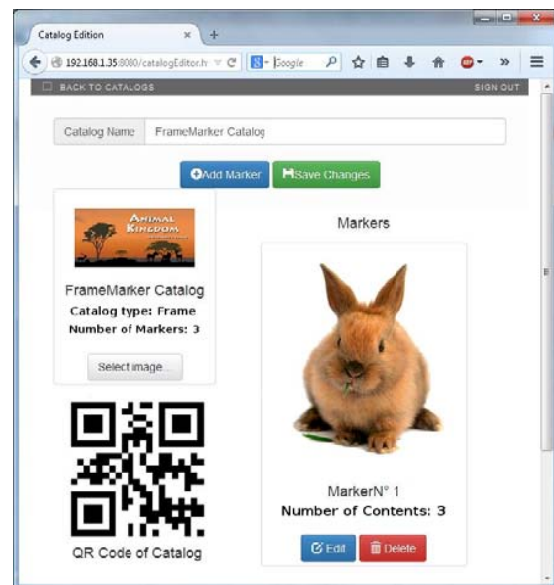 Catalog Edition
192.168.1.35:8080/catalogEditor.h
Google
BACK TO CATALOGS
SIGN OUT
Catalog Name
FrameMarker Catalog
Add Marker
Save Changes
ANIMAL
KINGDOM
FrameMarker Catalog
Catalog type: Frame
Number of Markers: 3
Select image...
QR Code of Catalog
Markers
MarkerN° 1
Number of Contents: 3
Edit
Delete